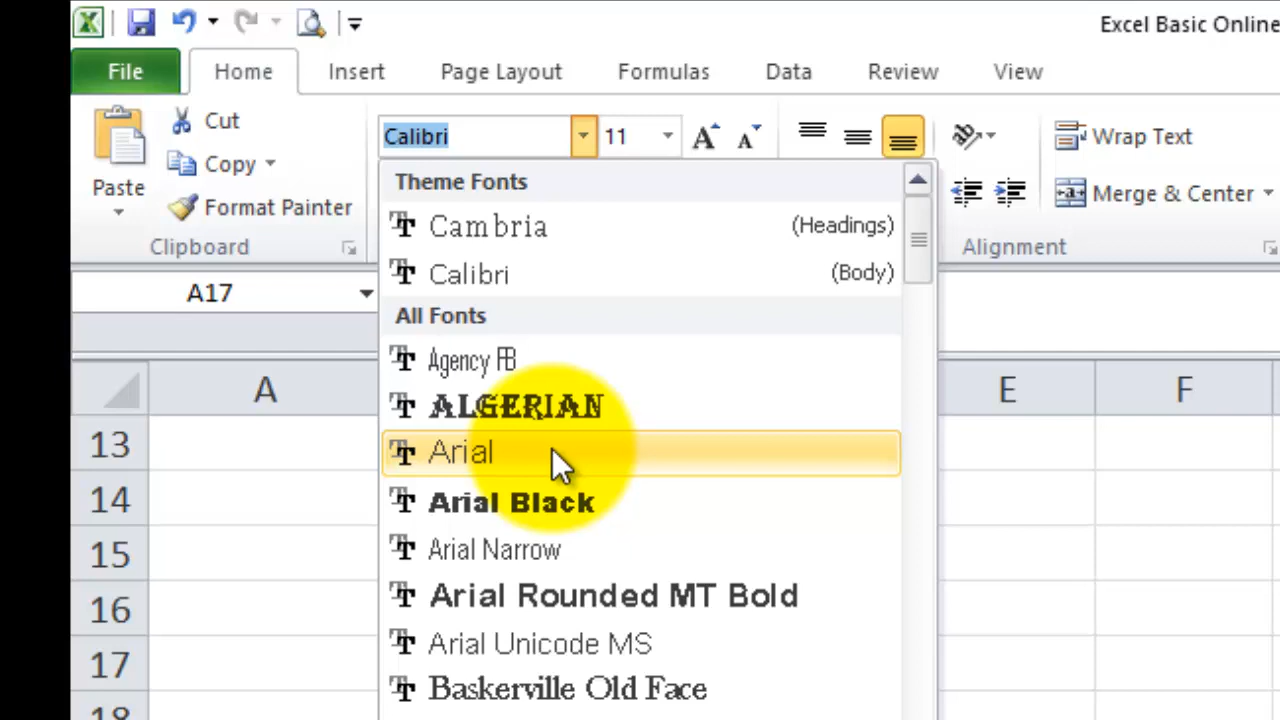 Excel Basic Online
File Home Insert Page Layout Formulas Data Review View
Cut
Copy
Format Painter
Paste
Clipboard
Calibri 11 A A
Wrap Text
Merge & Center
Alignment
Theme Fonts
Cambria (Headings)
Calibri (Body)
All Fonts
Agency FB
ALGERIAN
Arial
Arial Black
Arial Narrow
Arial Rounded MT Bold
Arial Unicode MS
Baskerville Old Face
A17
A E F
13
14
15
16
17
18